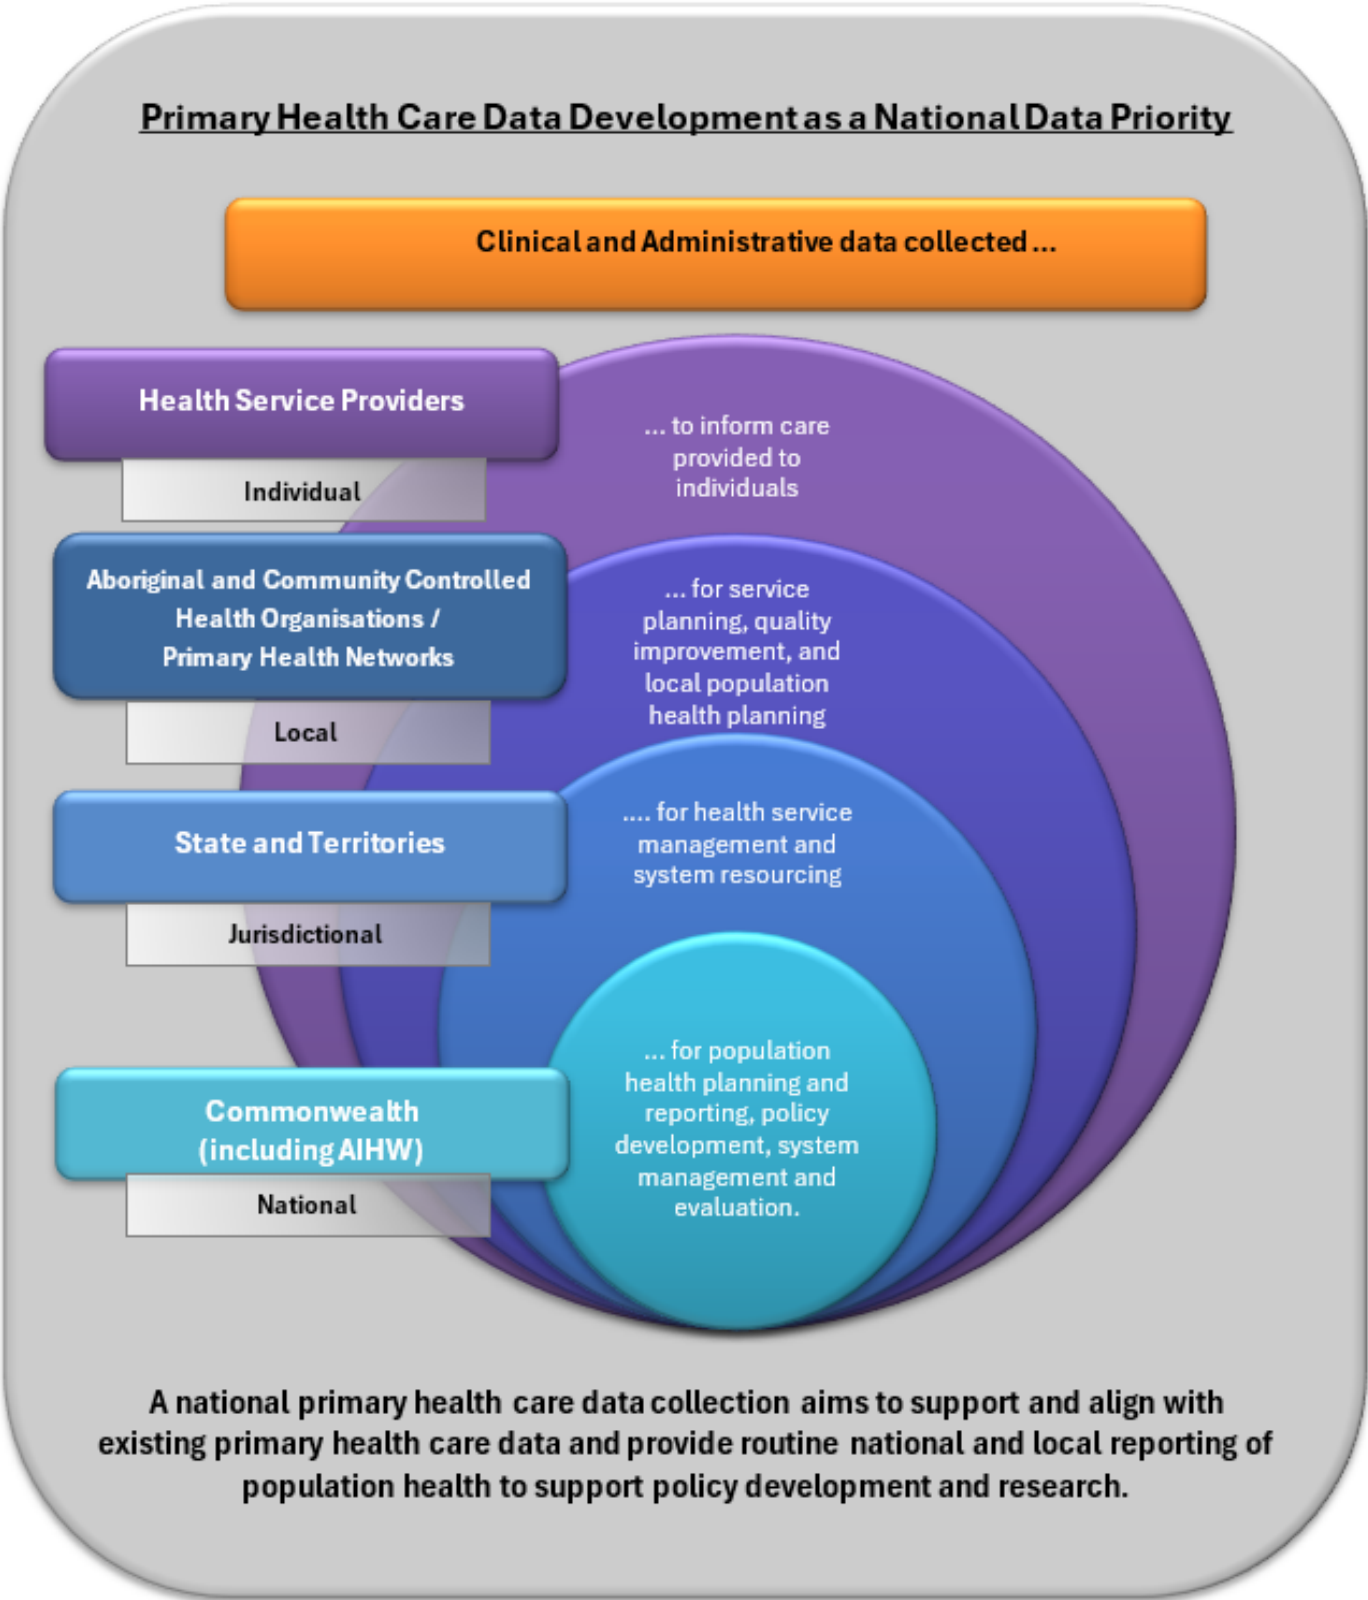 Primary Health Care Data Development as a National Data Priority
Clinical and Administrative data collected ...
Health Service Providers
Individual
... to inform care
provided to
individuals
Aboriginal and Community Controlled
Health Organisations /
Primary Health Networks
Local
... for service
planning, quality
improvement, and
local population
health planning
State and Territories
Jurisdictional
.... for health service
management and
system resourcing
Commonwealth
(including AIHW)
National
... for population
health planning and
reporting, policy
development, system
management and
evaluation.
A national primary health care data collection aims to support and align with
existing primary health care data and provide routine national and local reporting of
population health to support policy development and research.